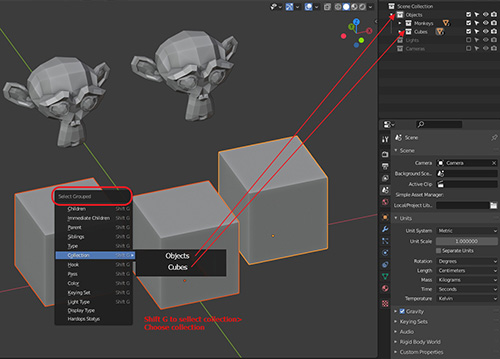 Scene Collection
Objects
Monkeys
Cubes
Lights
Cameras
Select Grouped
Children Shift G
Immediate Children Shift G
Parent Shift G
Siblings Shift G
Type Shift G
Collection Shift G
Hook Shift G
Pass Shift G
Color Shift G
Keying Set Shift G
Light Type Shift G
Display Type
Hardops Status
Objects
Cubes
Shift G to sellect collection>
Choose collection
Scene
Scene
Camera Camera
Background Sce..
Active Clip
Simple Asset Manager:
Local/Project Lib..
Units
Unit System Metric
Unit Scale 1.000000
Separate Units
Rotation Degrees
Length Centimeters
Mass Kilograms
Time Seconds
Temperature Kelvin
Gravity
Keying Sets
Audio
Rigid Body World
Custom Properties